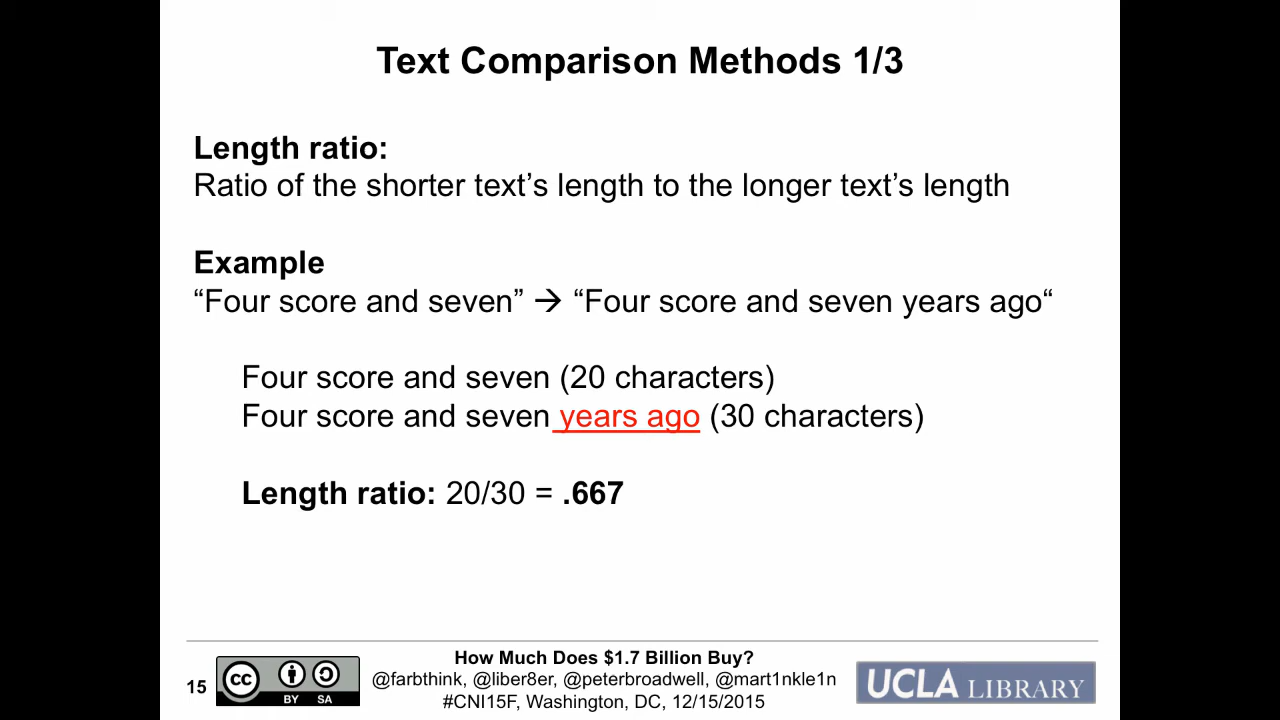 Text Comparison Methods 1/3
Length ratio:
Ratio of the shorter text’s length to the longer text’s length
Example
“Four score and seven” → “Four score and seven years ago“
Four score and seven (20 characters)
Four score and seven years ago (30 characters)
Length ratio: 20/30 = .667
How Much Does $1.7 Billion Buy?
@farbthink, @liber8er, @peterbroadwell, @mart1nkle1n
#CNI15F, Washington, DC, 12/15/2015
15
cc
BY SA
UCLA LIBRARY